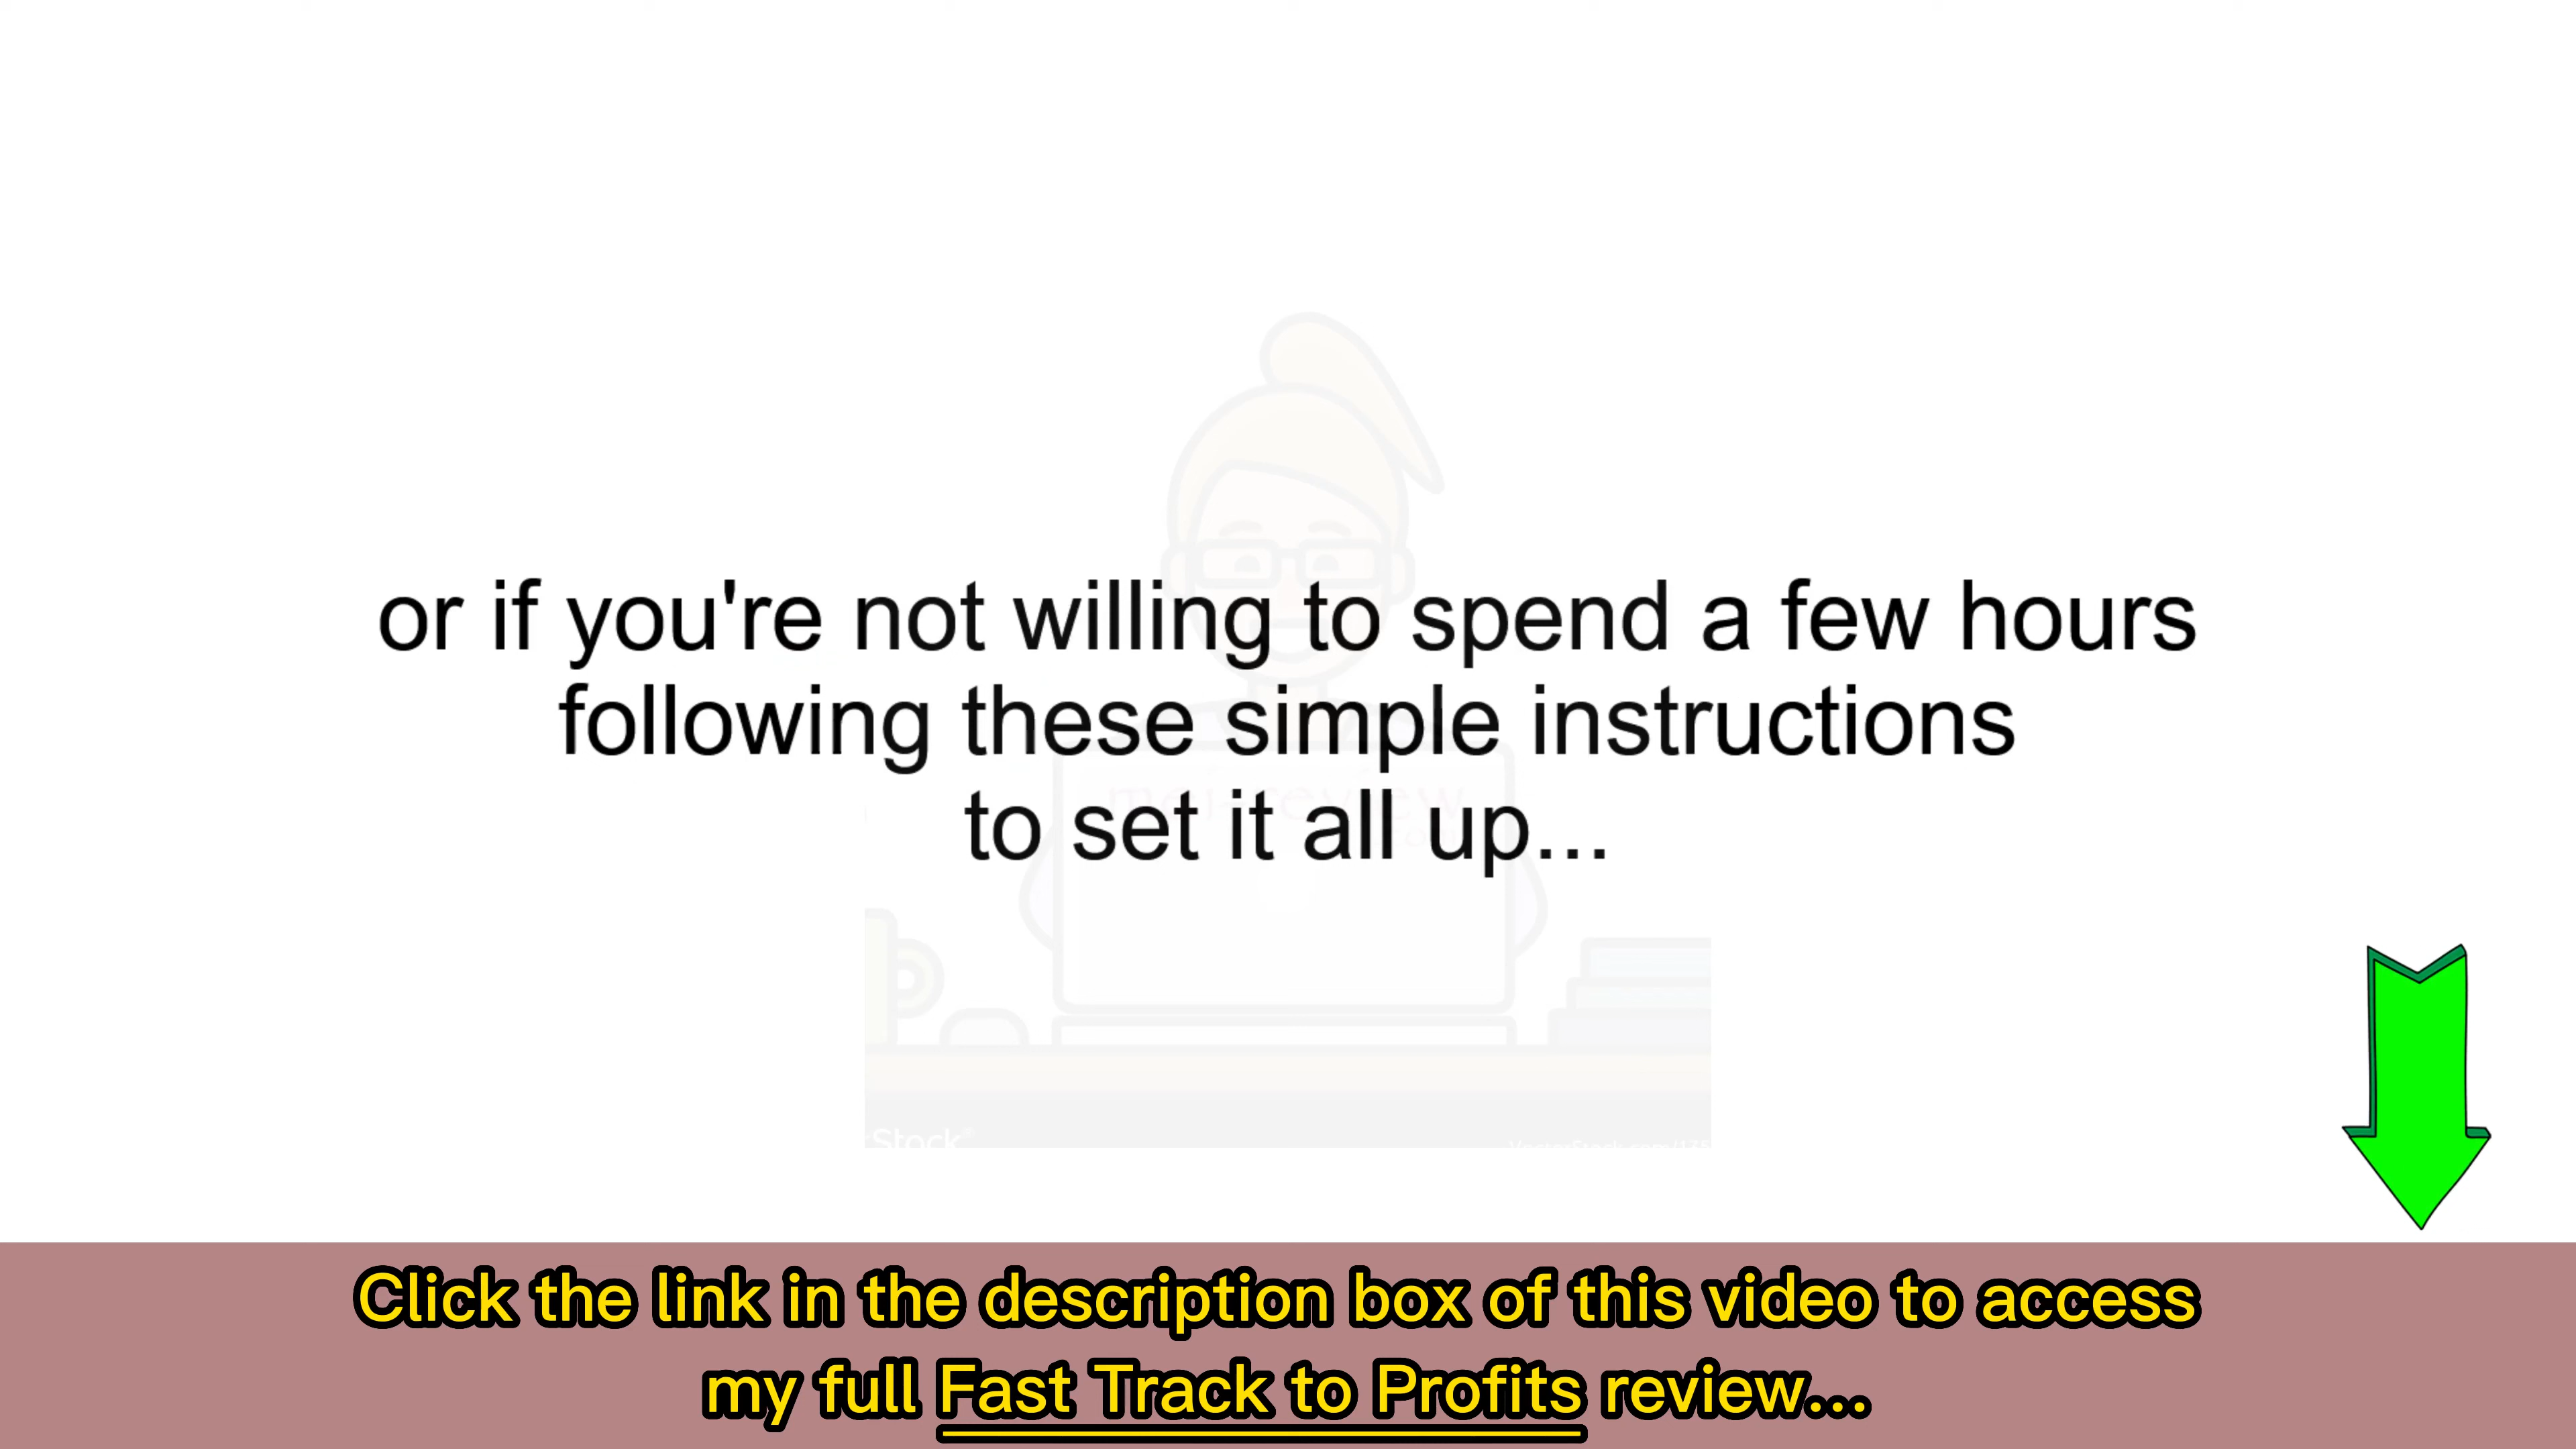 or if you're not willing to spend a few hours
following these simple instructions
to set it all up...
Click the link in the description box of this video to access
my full Fast Track to Profits review...